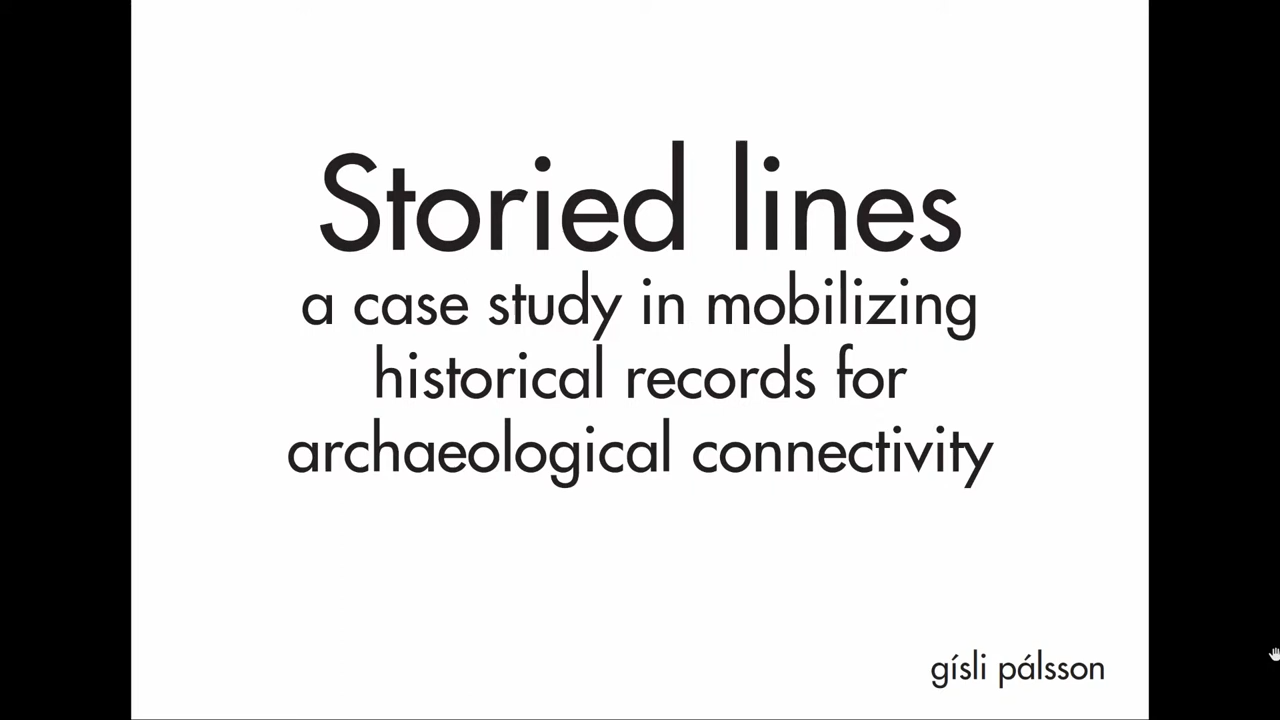 Storied lines
a case study in mobilizing
historical records for
archaeological connectivity
gísli pálsson